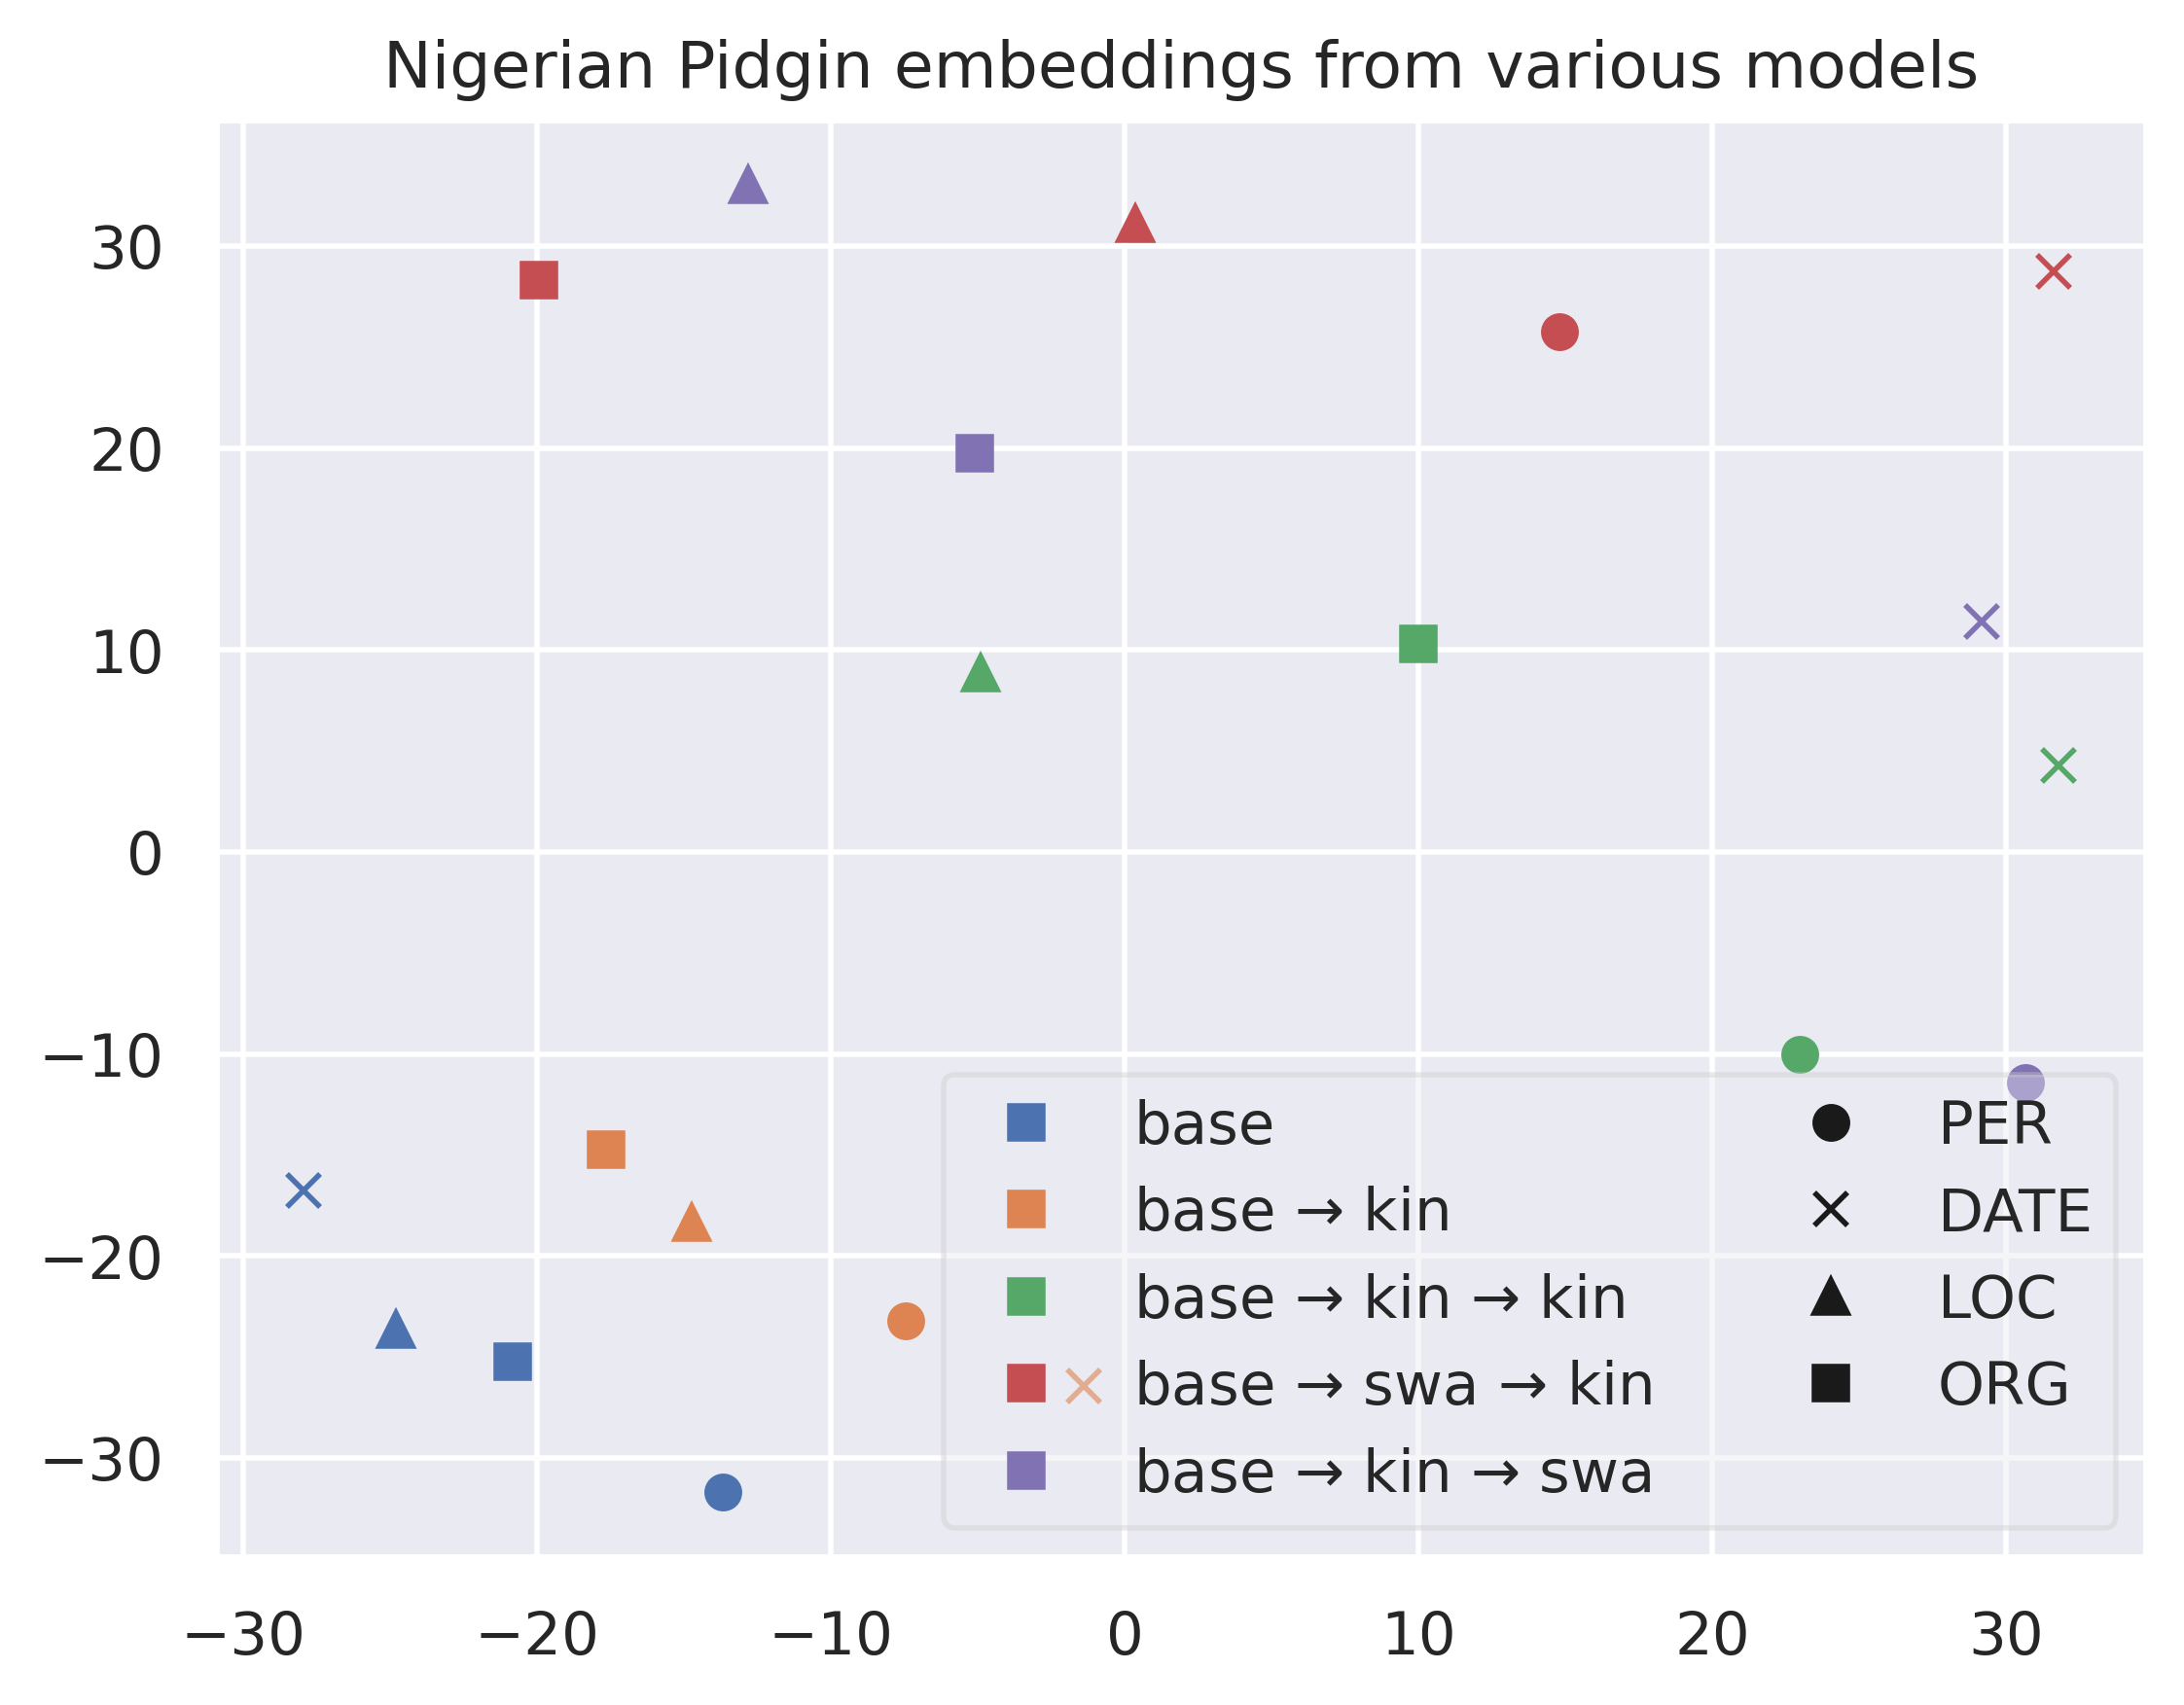 Nigerian Pidgin embeddings from various models
30
20
10
0
−10
−20
−30
base
base → kin
base → kin → kin
base → swa → kin
base → kin → swa
PER
DATE
LOC
ORG
−30 −20 −10 0 10 20 30